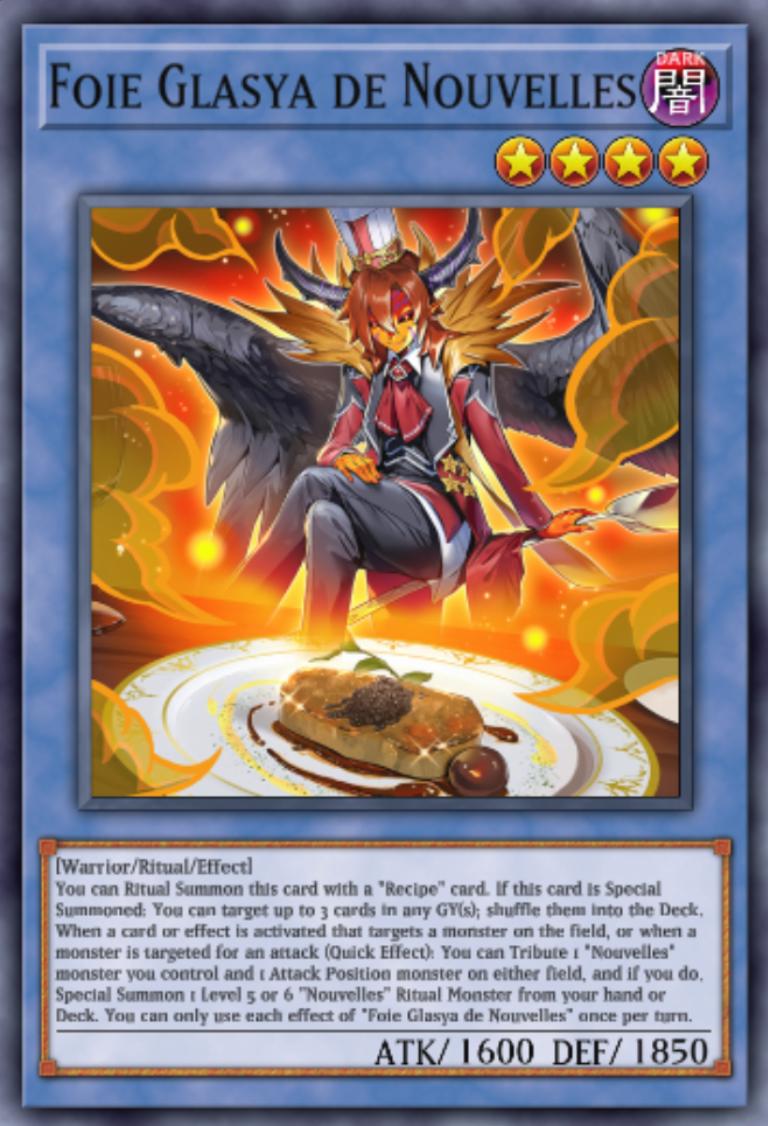 Foie Glasya de Nouvelles
DARK
闇
[Warrior/Ritual/Effect]
You can Ritual Summon this card with a "Recipe" card. If this card is Special
Summoned: You can target up to 3 cards in any GY(s); shuffle them into the Deck.
When a card or effect is activated that targets a monster on the field, or when a
monster is targeted for an attack (Quick Effect): You can Tribute 1 "Nouvelles"
monster you control and 1 Attack Position monster on either field, and if you do,
Special Summon 1 Level 5 or 6 "Nouvelles" Ritual Monster from your hand or
Deck. You can only use each effect of "Foie Glasya de Nouvelles" once per turn.
ATK/ 1600 DEF/ 1850